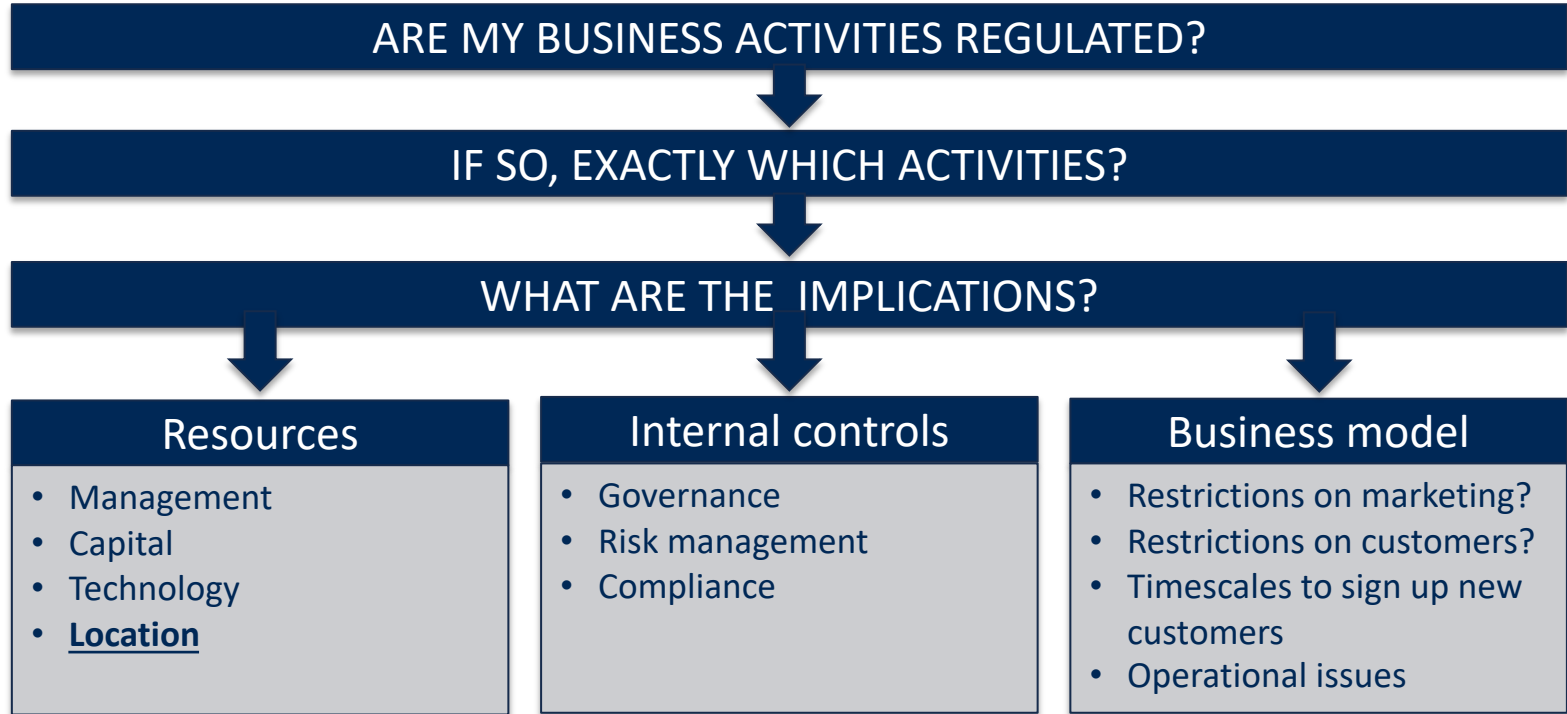 ARE MY BUSINESS ACTIVITIES REGULATED?
IF SO, EXACTLY WHICH ACTIVITIES?
WHAT ARE THE IMPLICATIONS?
Resources
• Management
• Capital
• Technology
• Location
Internal controls
• Governance
• Risk management
• Compliance
Business model
• Restrictions on marketing?
• Restrictions on customers?
• Timescales to sign up new
customers
• Operational issues